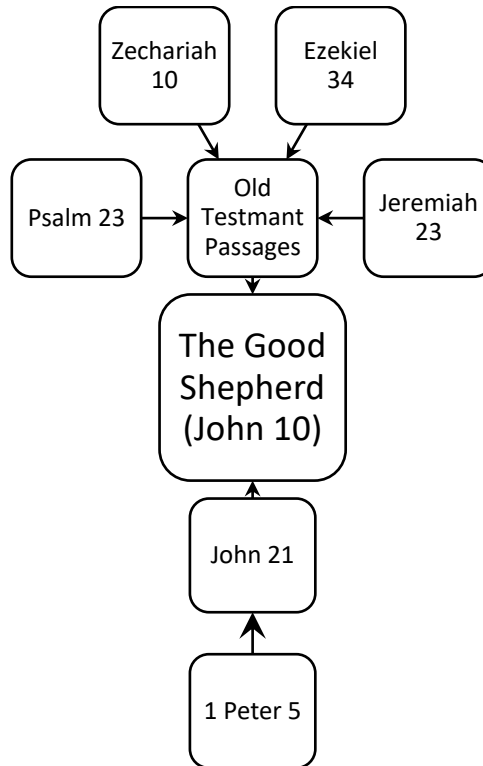 Zechariah
10
Ezekiel
34
Psalm 23
Old
Testmant
Passages
Jeremiah
23
The Good
Shepherd
(John 10)
John 21
1 Peter 5